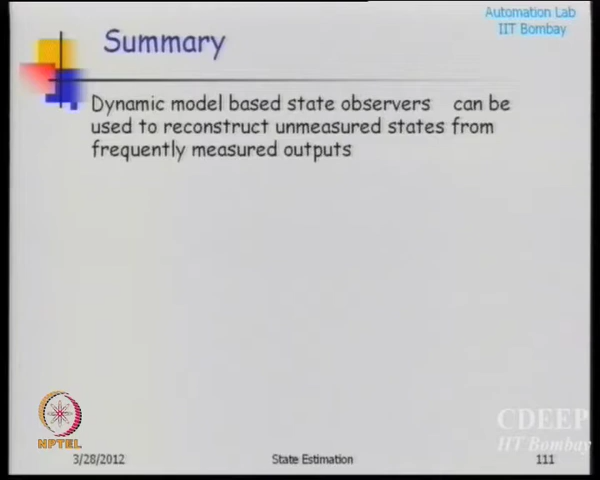 Automation Lab
IIT Bombay
Summary
Dynamic model based state observers can be
used to reconstruct unmeasured states from
frequently measured outputs
NPTEL
CDEEP
IIT Bombay
3/28/2012 State Estimation 111